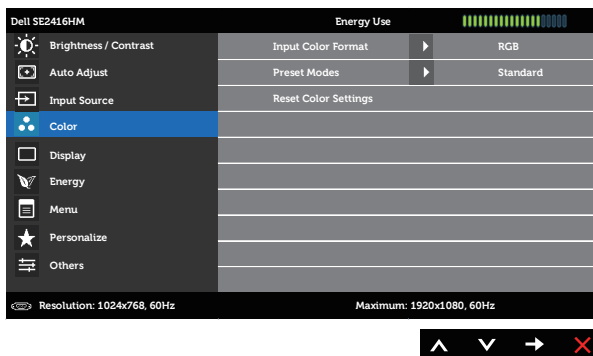 Dell SE2416HM Energy Use
Brightness / Contrast Input Color Format RGB
Auto Adjust Preset Modes Standard
Input Source Reset Color Settings
Color
Display
Energy
Menu
Personalize
Others
Resolution: 1024x768, 60Hz Maximum: 1920x1080, 60Hz